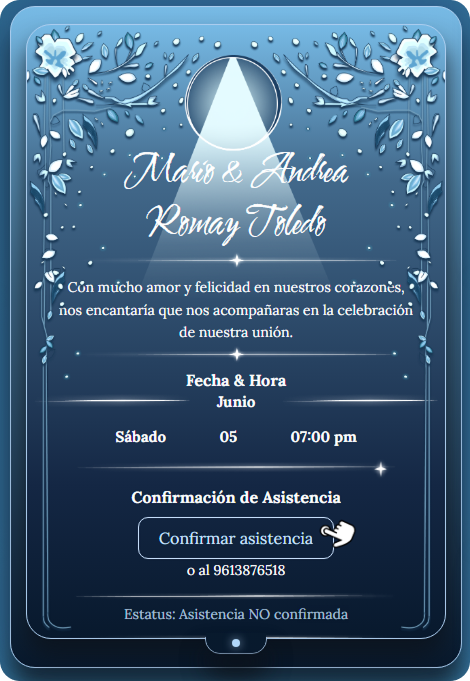 Mario & Andrea
Romay Toledo
Con mucho amor y felicidad en nuestros corazones,
nos encantaría que nos acompañaras en la celebración
de nuestra unión.
Fecha & Hora
Junio
Sábado 05 07:00 pm
Confirmación de Asistencia
Confirmar asistencia
o al 9613876518
Estatus: Asistencia NO confirmada